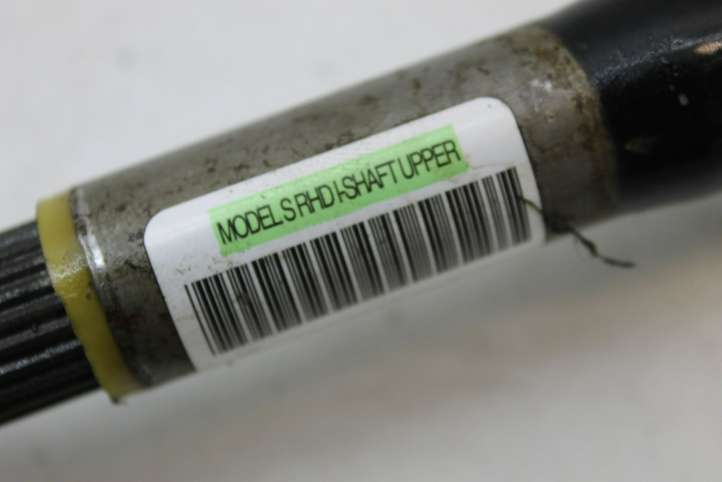 MODEL S RHD I-SHAFT UPPER